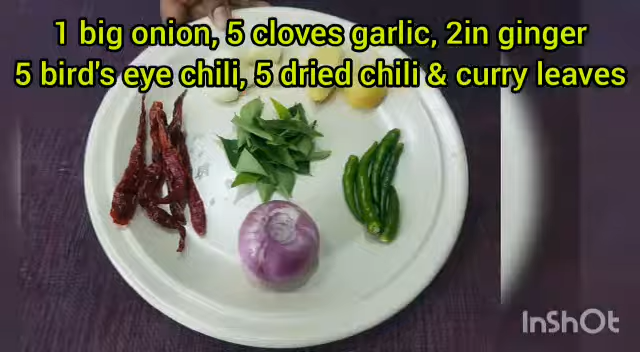 1 big onion, 5 cloves garlic, 2in ginger
5 bird's eye chili, 5 dried chili & curry leaves
InShOt